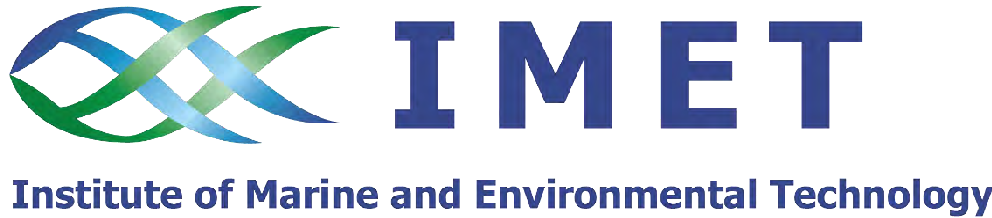 IMET
Institute of Marine and Environmental Technology